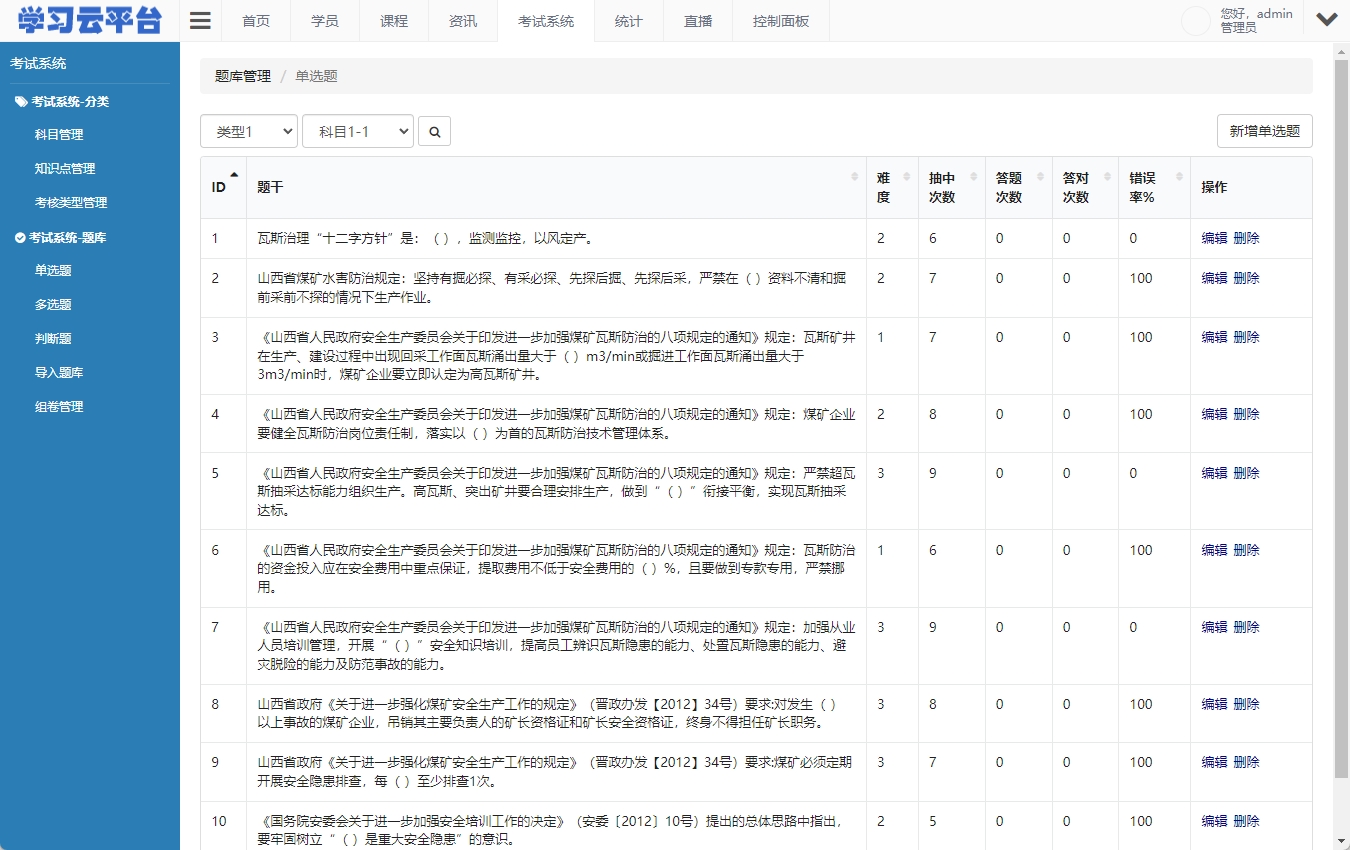 学习云平台
首页
学员
课程
资讯
考试系统
统计
直播
控制面板
您好，admin
管理员
考试系统
考试系统-分类
科目管理
知识点管理
考核类型管理
考试系统-题库
单选题
多选题
判断题
导入题库
组卷管理
题库管理 / 单选题
类型1
科目1-1
新增单选题
ID
题干
难
度
抽中
次数
答题
次数
答对
次数
错误
率%
操作
1
瓦斯治理“十二字方针”是：（ ），监测监控，以风定产。
2 6 0 0 0 编辑 删除
2
山西省煤矿水害防治规定：坚持有掘必探、有采必探、先探后掘、先探后采，严禁在（ ）资料不清和掘
前采前不探的情况下生产作业。
2 7 0 0 100 编辑 删除
3
《山西省人民政府安全生产委员会关于印发进一步加强煤矿瓦斯防治的八项规定的通知》规定：瓦斯矿井
在生产、建设过程中出现回采工作面瓦斯涌出量大于（ ）m3/min或掘进工作面瓦斯涌出量大于
3m3/min时，煤矿企业要立即认定为高瓦斯矿井。
1 7 0 0 100 编辑 删除
4
《山西省人民政府安全生产委员会关于印发进一步加强煤矿瓦斯防治的八项规定的通知》规定：煤矿企业
要健全瓦斯防治岗位责任制，落实以（ ）为首的瓦斯防治技术管理体系。
2 8 0 0 100 编辑 删除
5
《山西省人民政府安全生产委员会关于印发进一步加强煤矿瓦斯防治的八项规定的通知》规定：严禁超瓦
斯抽采达标能力组织生产。高瓦斯、突出矿井要合理安排生产，做到“（ ）”衔接平衡，实现瓦斯抽采
达标。
3 9 0 0 0 编辑 删除
6
《山西省人民政府安全生产委员会关于印发进一步加强煤矿瓦斯防治的八项规定的通知》规定：瓦斯防治
的资金投入应在安全费用中重点保证，提取费用不低于安全费用的（ ）%，且要做到专款专用，严禁挪
用。
1 6 0 0 100 编辑 删除
7
《山西省人民政府安全生产委员会关于印发进一步加强煤矿瓦斯防治的八项规定的通知》规定：加强从业
人员培训管理，开展“（ ）”安全知识培训，提高员工辨识瓦斯隐患的能力、处置瓦斯隐患的能力、避
灾脱险的能力及防范事故的能力。
3 9 0 0 0 编辑 删除
8
山西省政府《关于进一步强化煤矿安全生产工作的规定》（晋政办发【2012】34号）要求:对发生（ ）
以上事故的煤矿企业，吊销其主要负责人的矿长资格证和矿长安全资格证，终身不得担任矿长职务。
3 8 0 0 100 编辑 删除
9
山西省政府《关于进一步强化煤矿安全生产工作的规定》（晋政办发【2012】34号）要求:煤矿必须定期
开展安全隐患排查，每（ ）至少排查1次。
3 7 0 0 100 编辑 删除
10
《国务院安委会关于进一步加强安全培训工作的决定》（安委〔2012〕10号）提出的总体思路中指出，
要牢固树立“（ ）是重大安全隐患”的意识。
2 5 0 0 100 编辑 删除